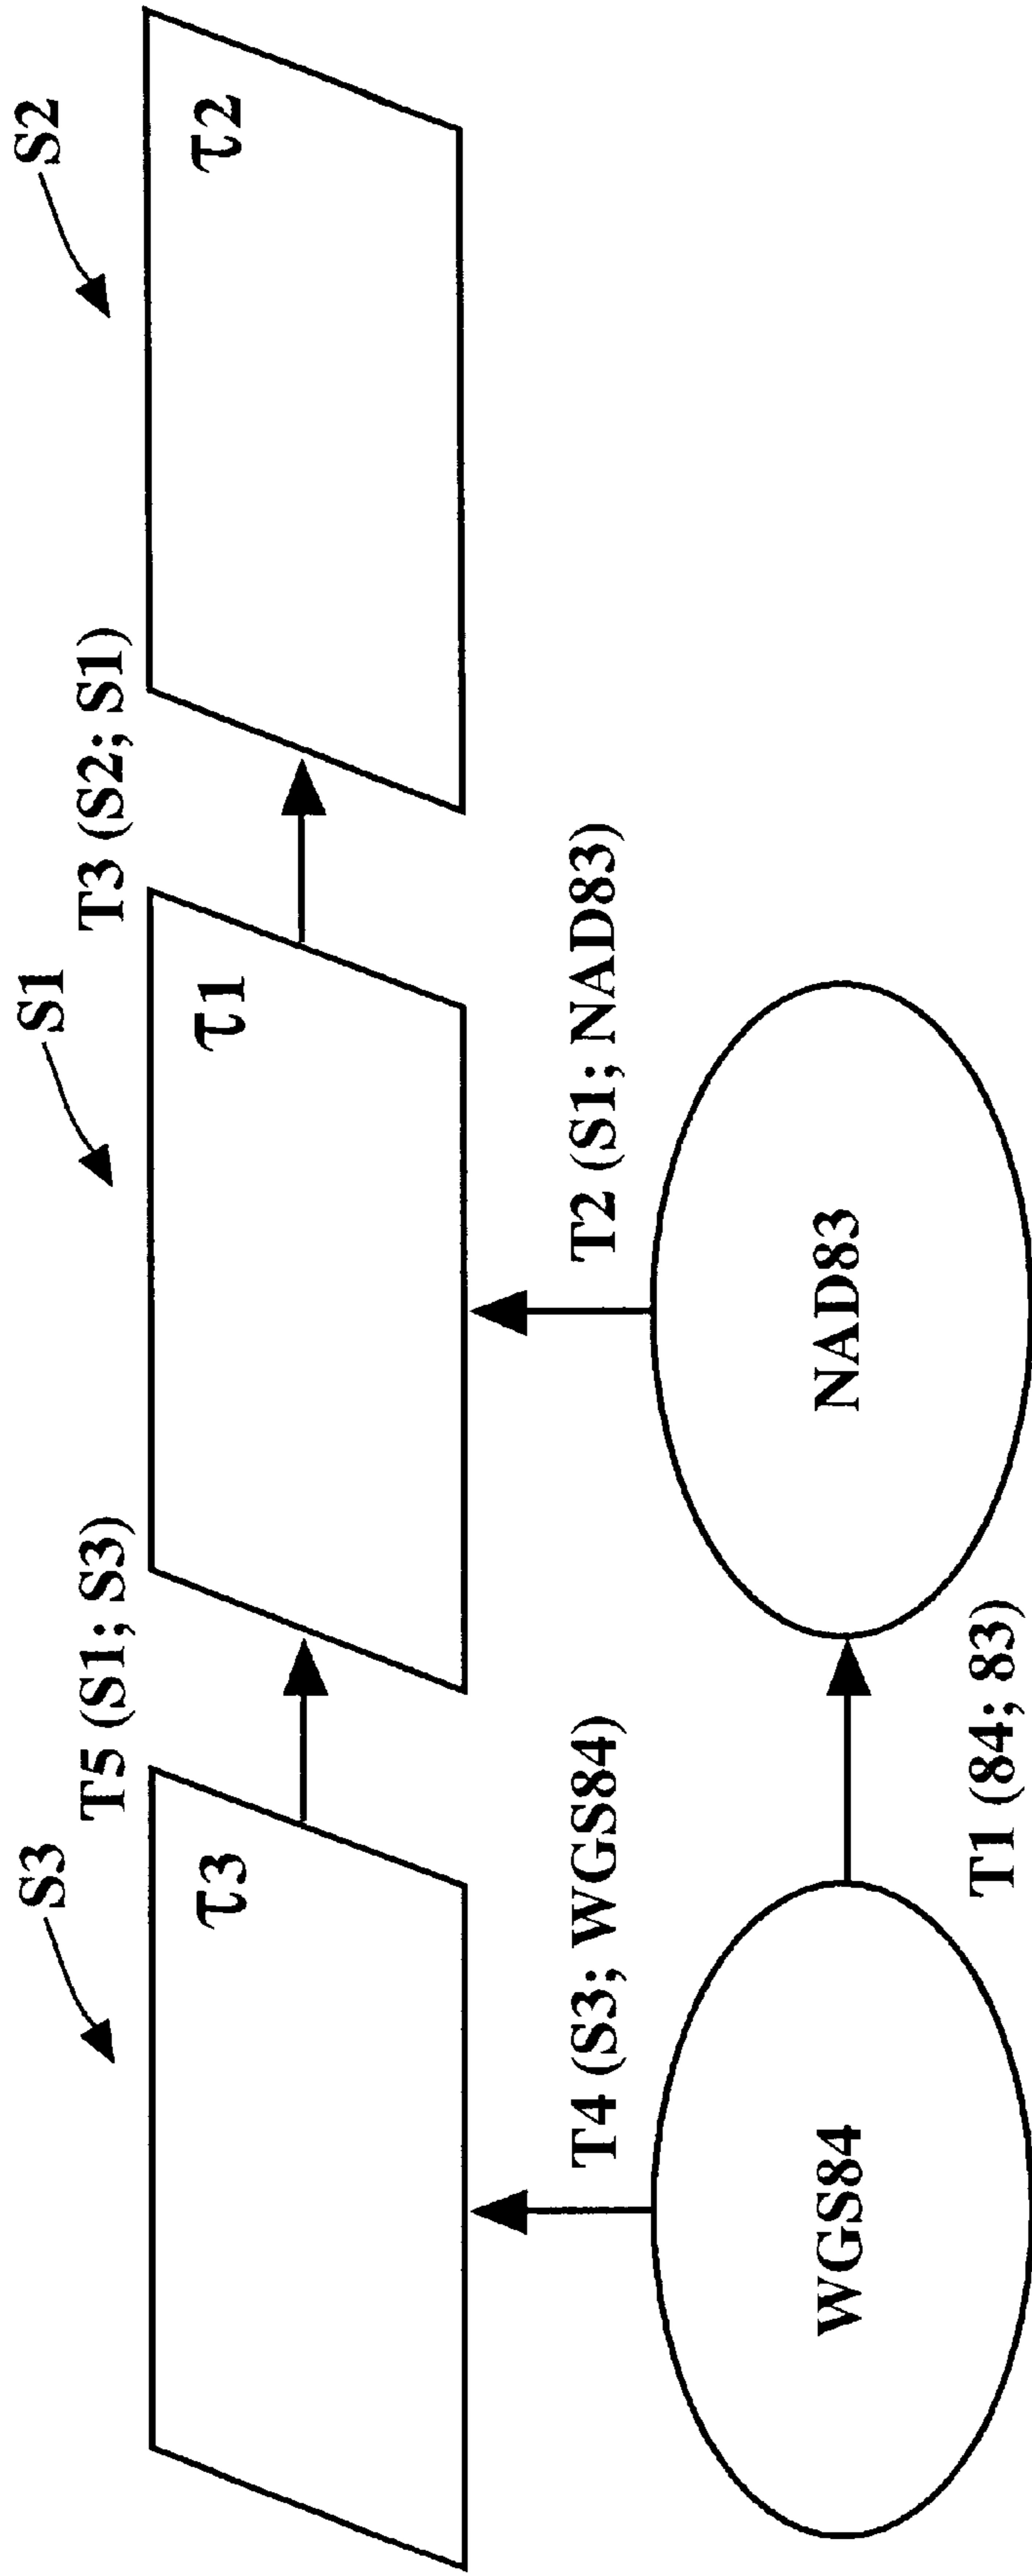 S3
S1
S2
T5 (S1; S3)
T3 (S2; S1)
τ3
τ1
τ2
T4 (S3; WGS84)
T2 (S1; NAD83)
WGS84
NAD83
T1 (84; 83)